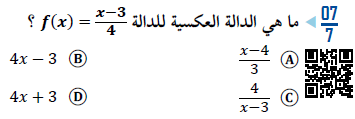 07/7 ما هي الدالة العكسية للدالة f(x) = (x−3)/4 ؟
Ⓐ (x−4)/3 Ⓑ 4x − 3
Ⓒ 4/(x−3) Ⓓ 4x + 3